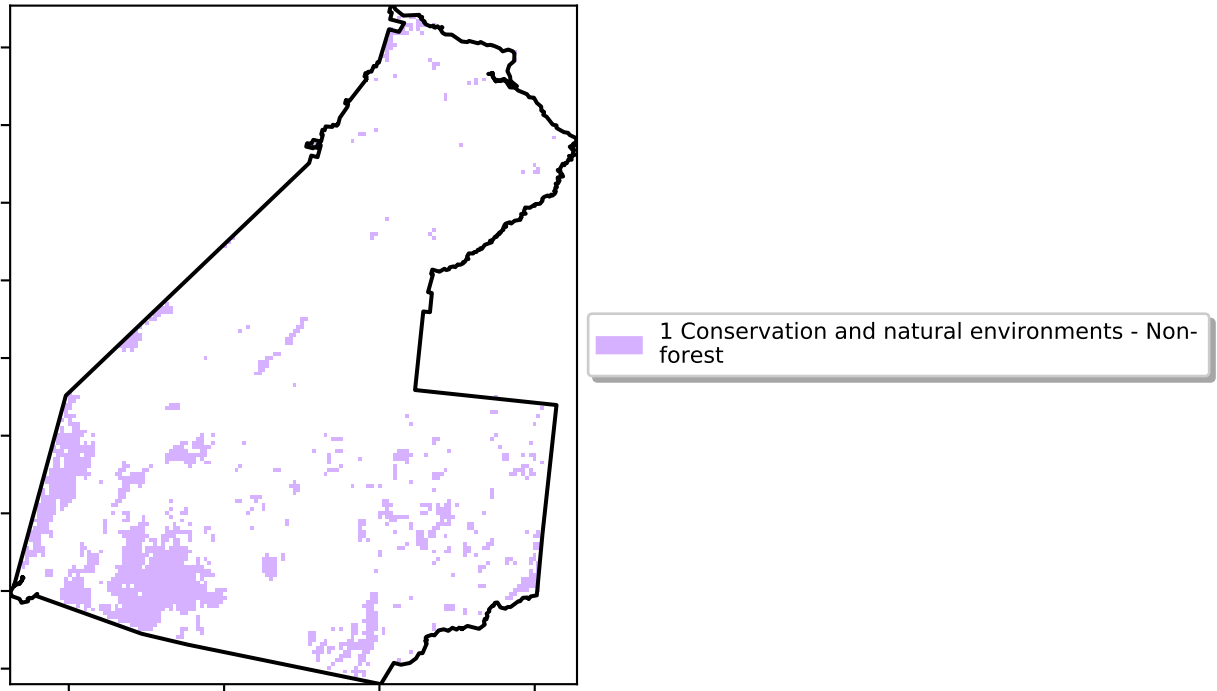 1 Conservation and natural environments - Non-
forest